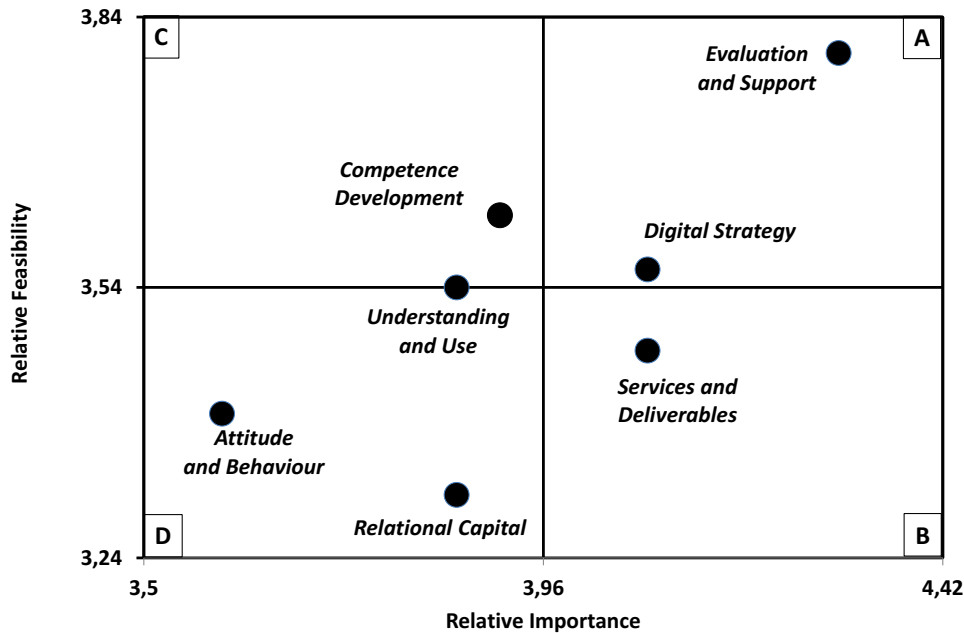 3,84
C
A
Evaluation
and Support
Competence
Development
Digital Strategy
Relative Feasibility
3,54
Understanding
and Use
Services and
Deliverables
Attitude
and Behaviour
Relational Capital
D
B
3,24
3,5
3,96
4,42
Relative Importance